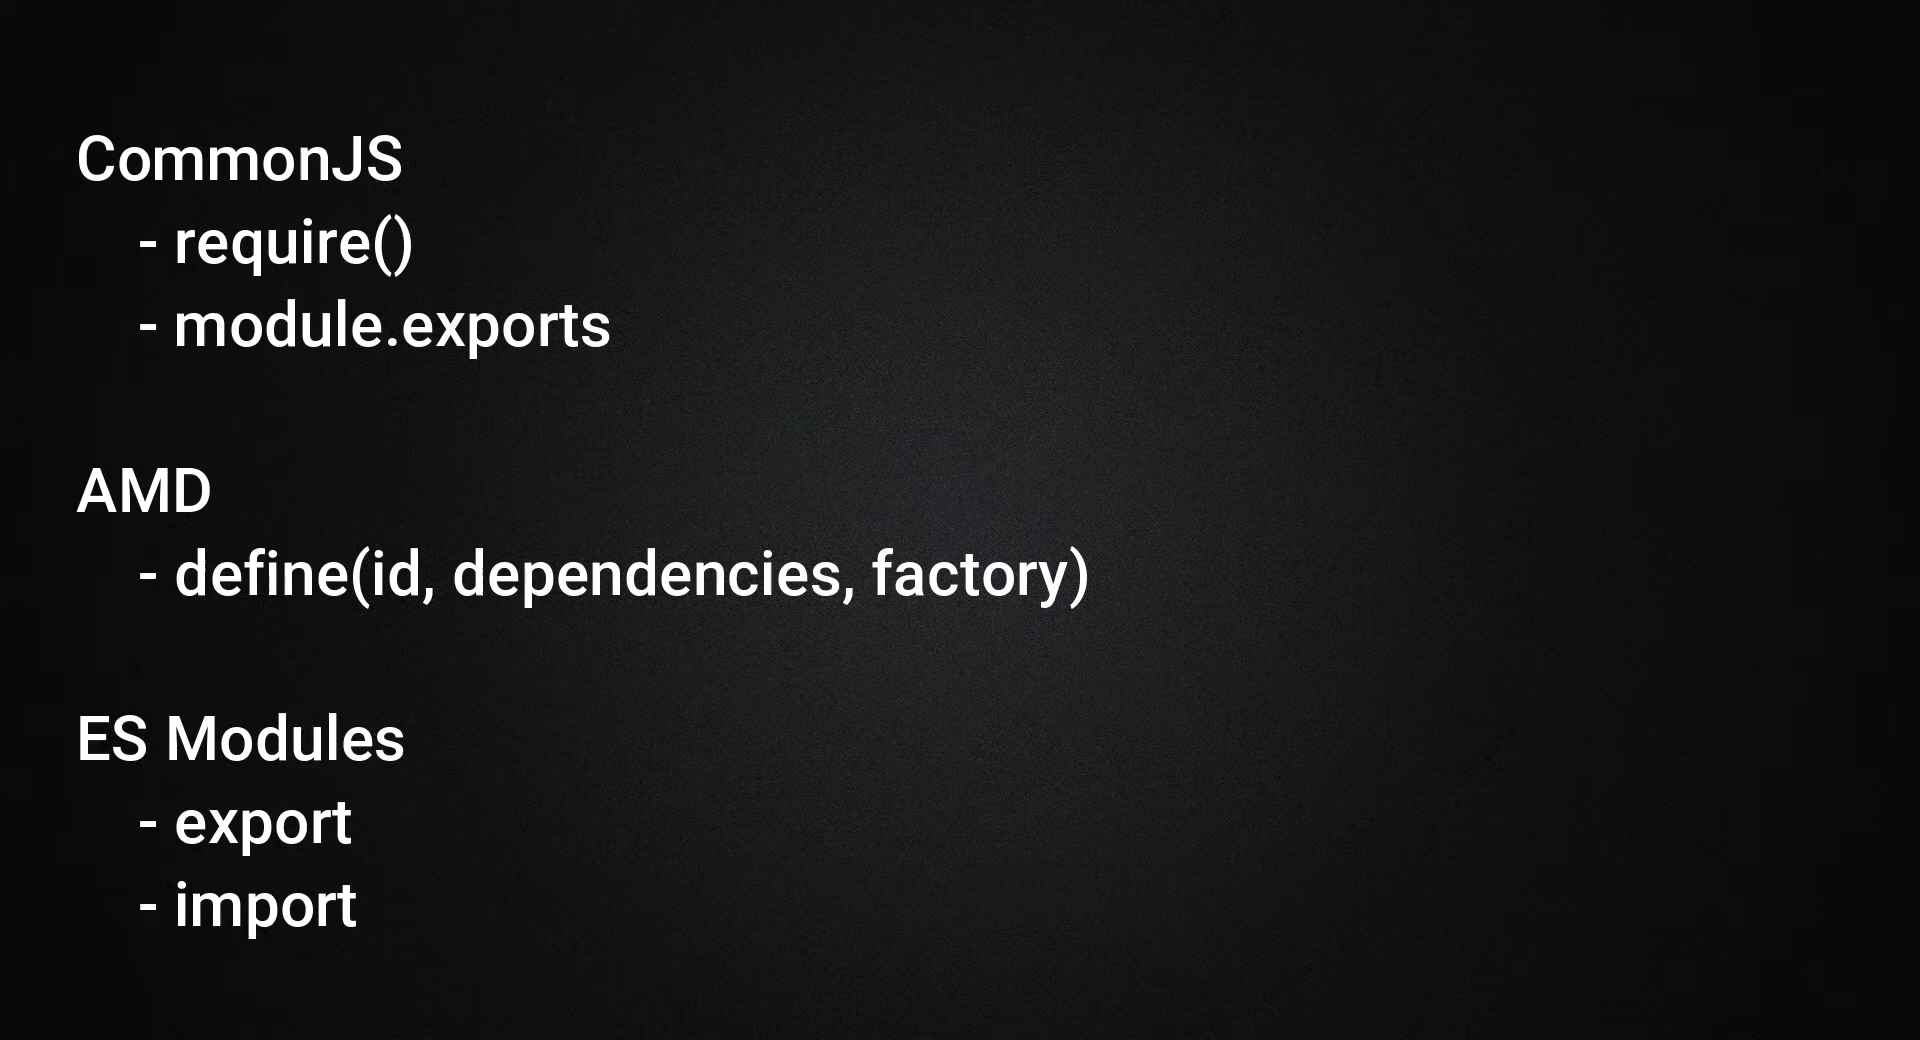 CommonJS
- require()
- module.exports
AMD
- define(id, dependencies, factory)
ES Modules
- export
- import